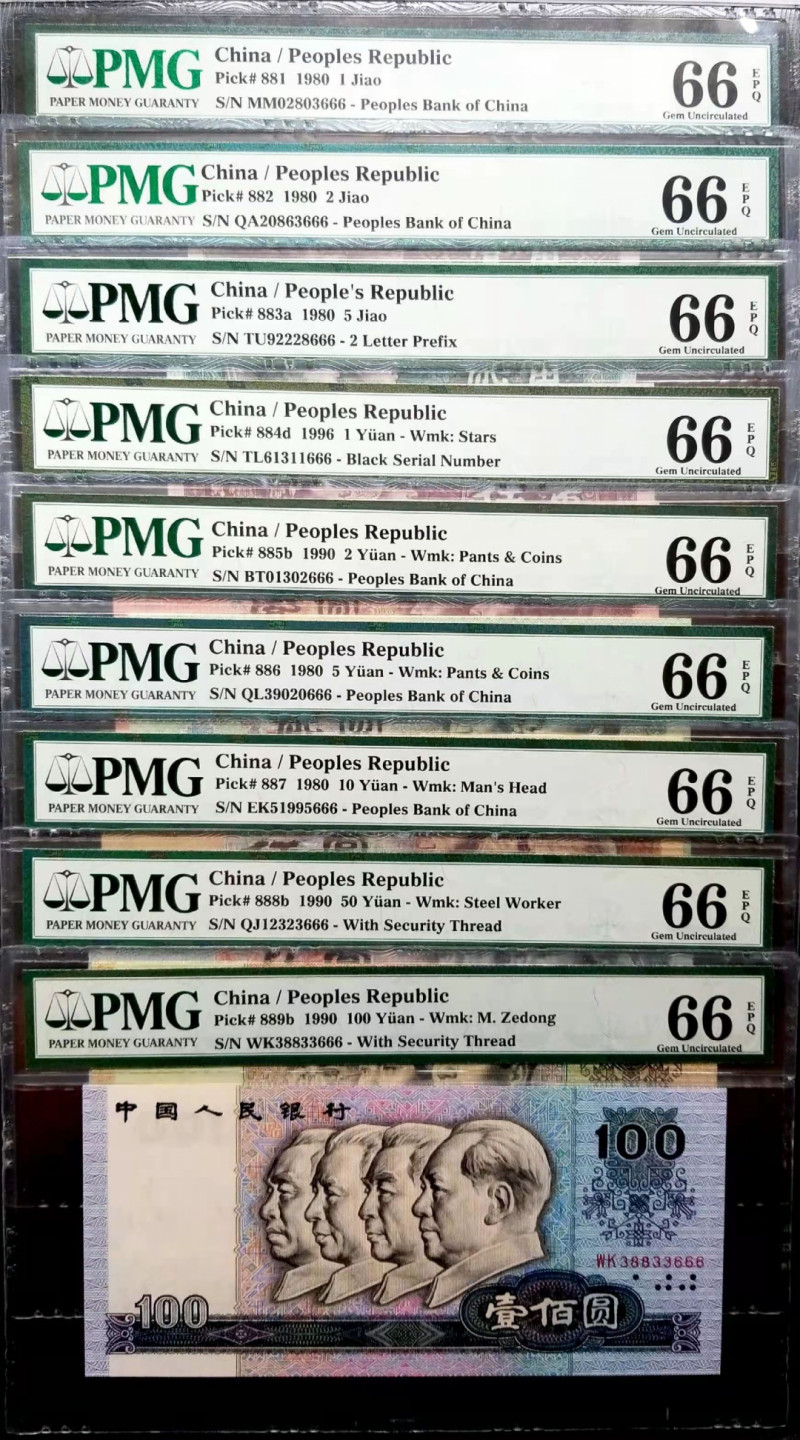 PMG
PAPER MONEY GUARANTY
China / Peoples Republic
Pick# 881 1980 1 Jiao
S/N MM02803666 - Peoples Bank of China
66 EPQ
Gem Uncirculated
PMG
PAPER MONEY GUARANTY
China / Peoples Republic
Pick# 882 1980 2 Jiao
S/N QA20863666 - Peoples Bank of China
66 EPQ
Gem Uncirculated
PMG
PAPER MONEY GUARANTY
China / People's Republic
Pick# 883a 1980 5 Jiao
S/N TU92228666 - 2 Letter Prefix
66 EPQ
Gem Uncirculated
PMG
PAPER MONEY GUARANTY
China / Peoples Republic
Pick# 884d 1996 1 Yüan - Wmk: Stars
S/N TL61311666 - Black Serial Number
66 EPQ
Gem Uncirculated
PMG
PAPER MONEY GUARANTY
China / Peoples Republic
Pick# 885b 1990 2 Yüan - Wmk: Pants & Coins
S/N BT01302666 - Peoples Bank of China
66 EPQ
Gem Uncirculated
PMG
PAPER MONEY GUARANTY
China / Peoples Republic
Pick# 886 1980 5 Yüan - Wmk: Pants & Coins
S/N QL39020666 - Peoples Bank of China
66 EPQ
Gem Uncirculated
PMG
PAPER MONEY GUARANTY
China / Peoples Republic
Pick# 887 1980 10 Yüan - Wmk: Man's Head
S/N EK51995666 - Peoples Bank of China
66 EPQ
Gem Uncirculated
PMG
PAPER MONEY GUARANTY
China / Peoples Republic
Pick# 888b 1990 50 Yüan - Wmk: Steel Worker
S/N QJ12323666 - With Security Thread
66 EPQ
Gem Uncirculated
PMG
PAPER MONEY GUARANTY
China / Peoples Republic
Pick# 889b 1990 100 Yüan - Wmk: M. Zedong
S/N WK38833666 - With Security Thread
66 EPQ
Gem Uncirculated
中国人民银行
100
WK38833666
100
壹佰圆